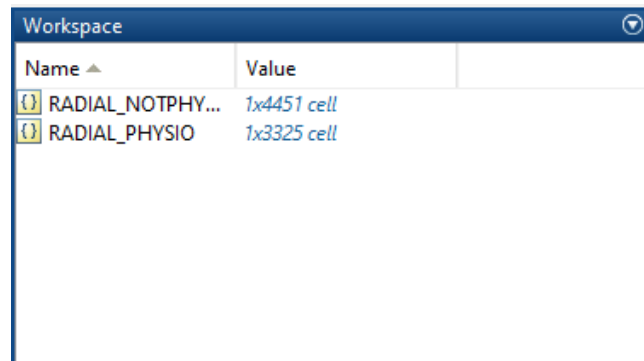 Workspace
Name Value
{} RADIAL_NOTPHY... 1x4451 cell
{} RADIAL_PHYSIO 1x3325 cell